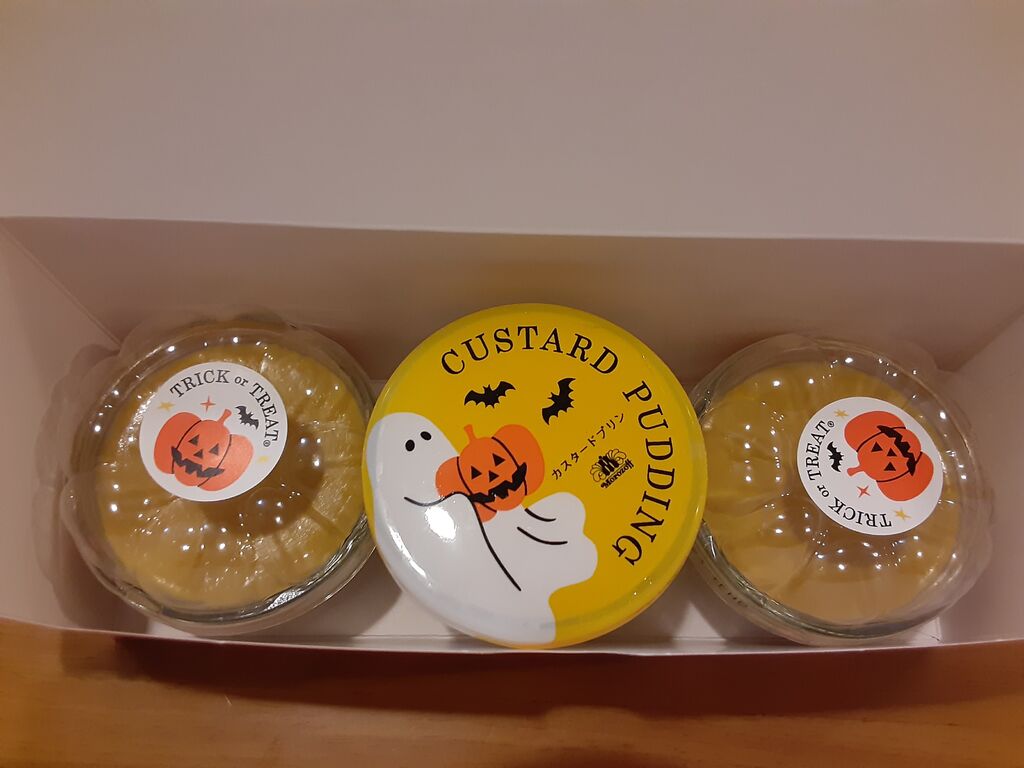 TRICK or TREAT®
CUSTARD PUDDING
カスタードプリン
Morozoff
TRICK or TREAT®